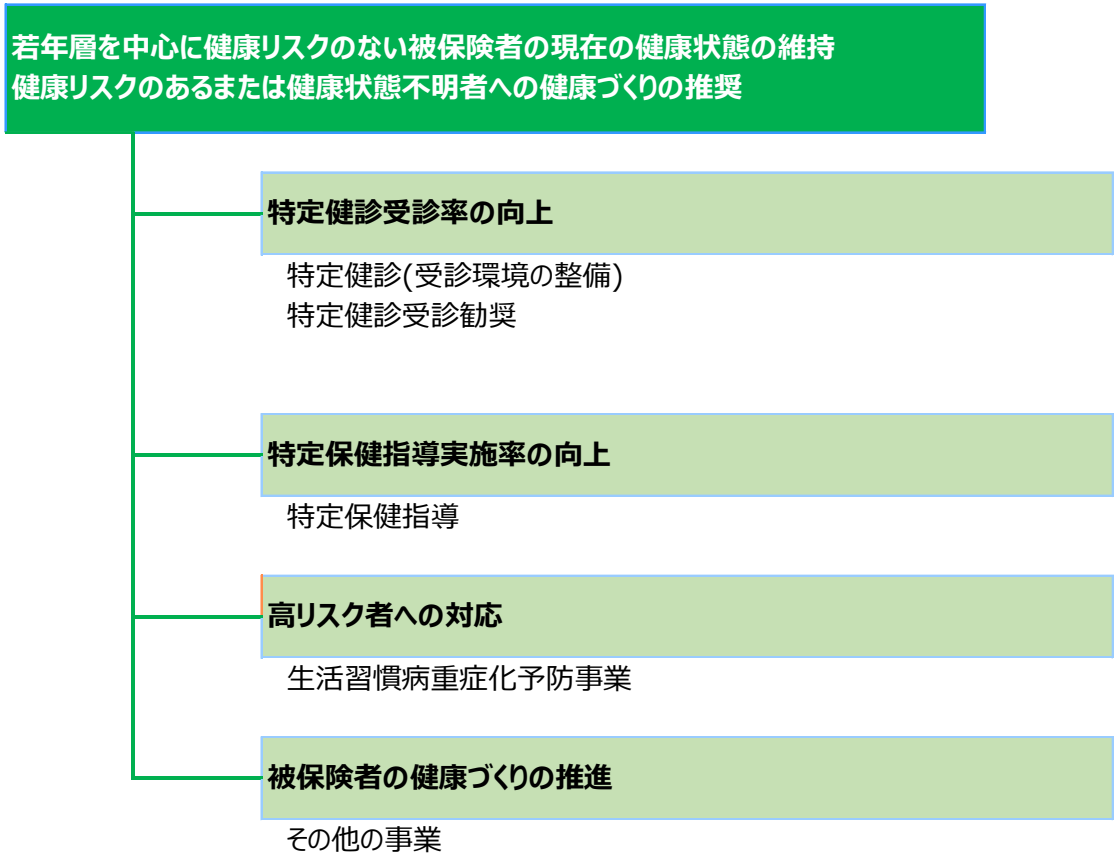 若年層を中心に健康リスクのない被保険者の現在の健康状態の維持
健康リスクのあるまたは健康状態不明者への健康づくりの推奨
特定健診受診率の向上
特定健診(受診環境の整備)
特定健診受診勧奨
特定保健指導実施率の向上
特定保健指導
高リスク者への対応
生活習慣病重症化予防事業
被保険者の健康づくりの推進
その他の事業